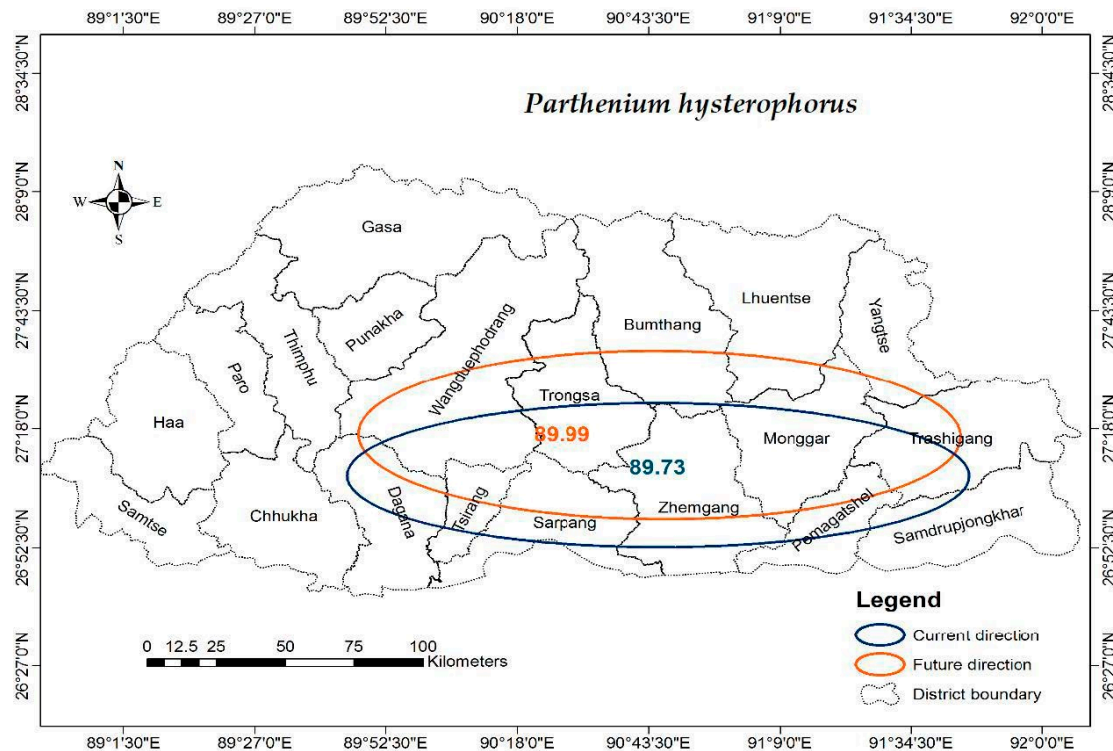 89°1'30"E 89°27'0"E 89°52'30"E 90°18'0"E 90°43'30"E 91°9'0"E 91°34'30"E 92°0'0"E
28°34'30"N 28°34'30"N
Parthenium hysterophorus
N
W E
S
28°9'0"N 28°9'0"N
Gasa
Lhuentse
27°43'30"N 27°43'30"N
Punakha
Bumthang
Yangtse
Thimphu
Wangduephodrang
Paro
Trongsa
Haa
27°18'0"N 27°18'0"N
89.99
Monggar
Trashigang
89.73
Samtse
Chhukha
Dagana
Tsirang
Sarpang
Zhemgang
Pemagatshel
Samdrupjongkhar
26°52'30"N 26°52'30"N
Legend
Current direction
Future direction
District boundary
0 12.5 25 50 75 100
Kilometers
26°27'0"N 26°27'0"N
89°1'30"E 89°27'0"E 89°52'30"E 90°18'0"E 90°43'30"E 91°9'0"E 91°34'30"E 92°0'0"E